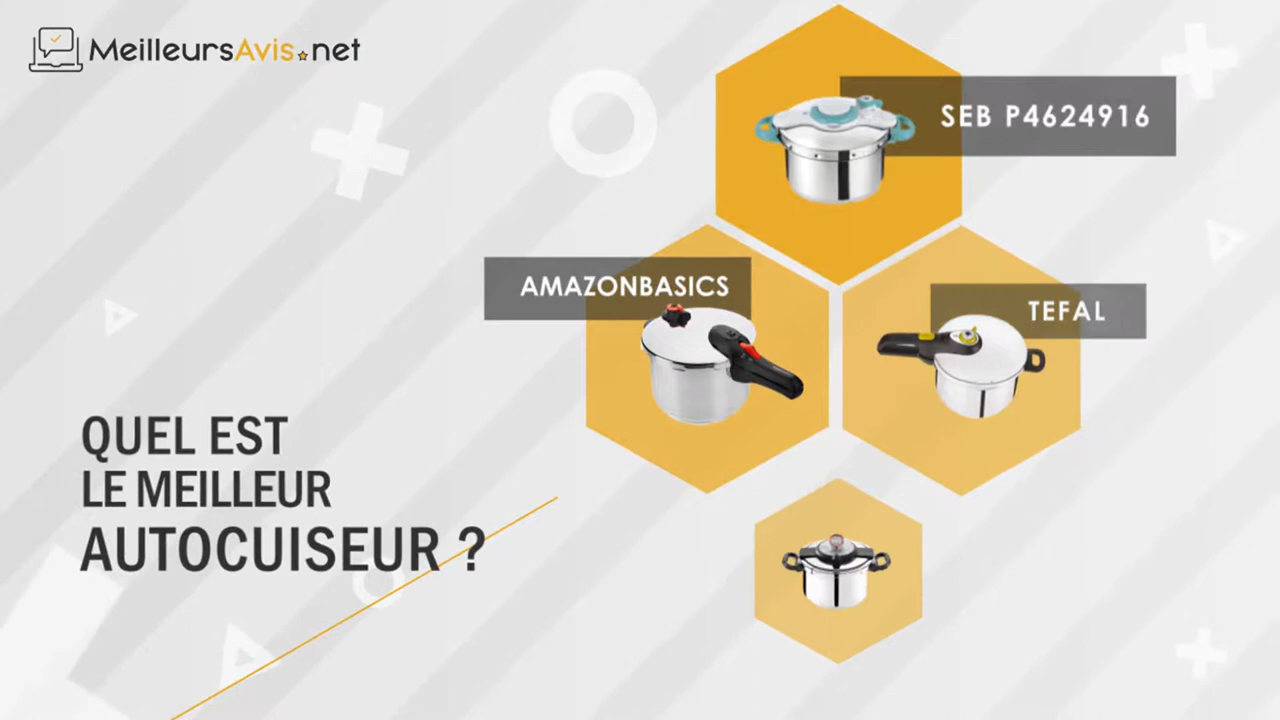 MeilleursAvis.net
SEB P4624916
AMAZONBASICS
TEFAL
QUEL EST
LE MEILLEUR
AUTOCUISEUR ?